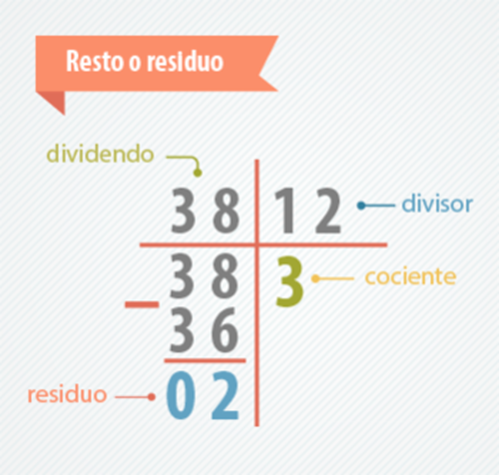 Resto o residuo
dividendo
38 12 divisor
38 3 cociente
– 36
residuo 02